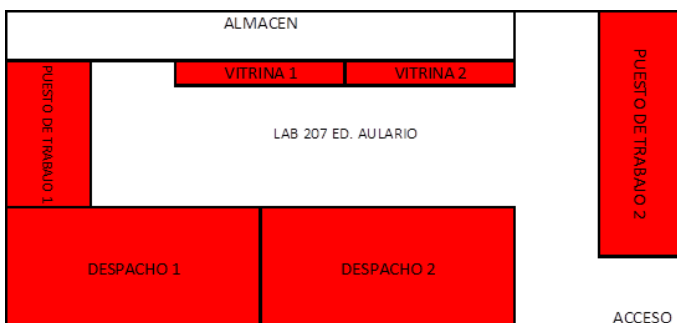 ALMACEN
VITRINA 1
VITRINA 2
PUESTO DE TRABAJO 1
PUESTO DE TRABAJO 2
LAB 207 ED. AULARIO
DESPACHO 1
DESPACHO 2
ACCESO